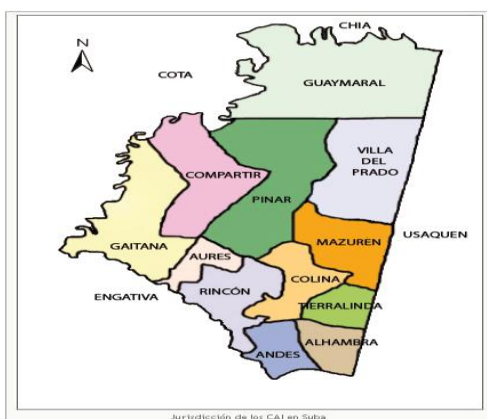 CHIA
N
COTA
GUAYMARAL
VILLA
DEL
PRADO
COMPARTIR
PINAR
USAQUEN
MAZUREN
GAITANA
AURES
COLINA
RINCÓN
ENGATIVA
TIERRALINDA
ALHAMBRA
ANDES
Jurisdicción de los CAI en Suba